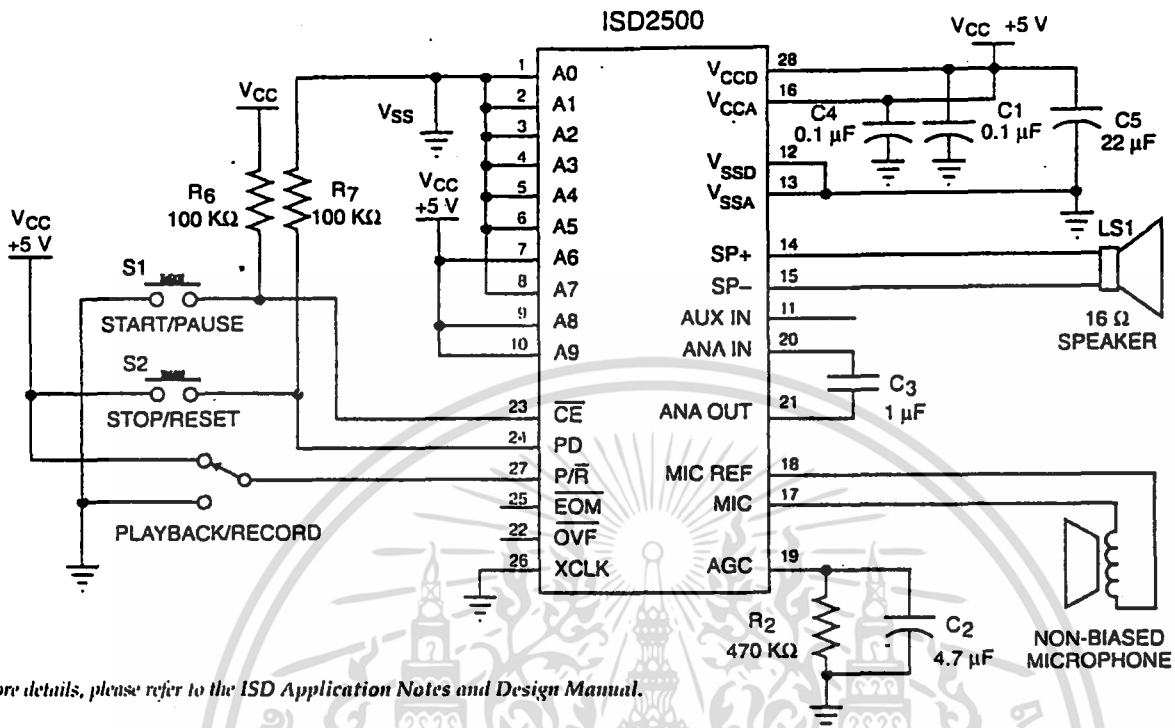 ISD2500
VCC +5 V
1 A0
2 A1
3 A2
4 A3
5 A4
6 A5
7 A6
8 A7
9 A8
10 A9
23 CE
24 PD
27 P/R
25 EOM
22 OVF
26 XCLK
VCCD 28
VCCA 16
VSSD 12
VSSA 13
SP+ 14
SP– 15
AUX IN 11
ANA IN 20
ANA OUT 21
MIC REF 18
MIC 17
AGC 19
VCC
VSS
R6
100 KΩ
R7
100 KΩ
VCC
+5 V
VCC
+5 V
S1
START/PAUSE
S2
STOP/RESET
PLAYBACK/RECORD
C4
0.1 µF
C1
0.1 µF
C5
22 µF
LS1
16 Ω
SPEAKER
C3
1 µF
R2
470 KΩ
C2
4.7 µF
NON-BIASED
MICROPHONE
ore details, please refer to the ISD Application Notes and Design Manual.